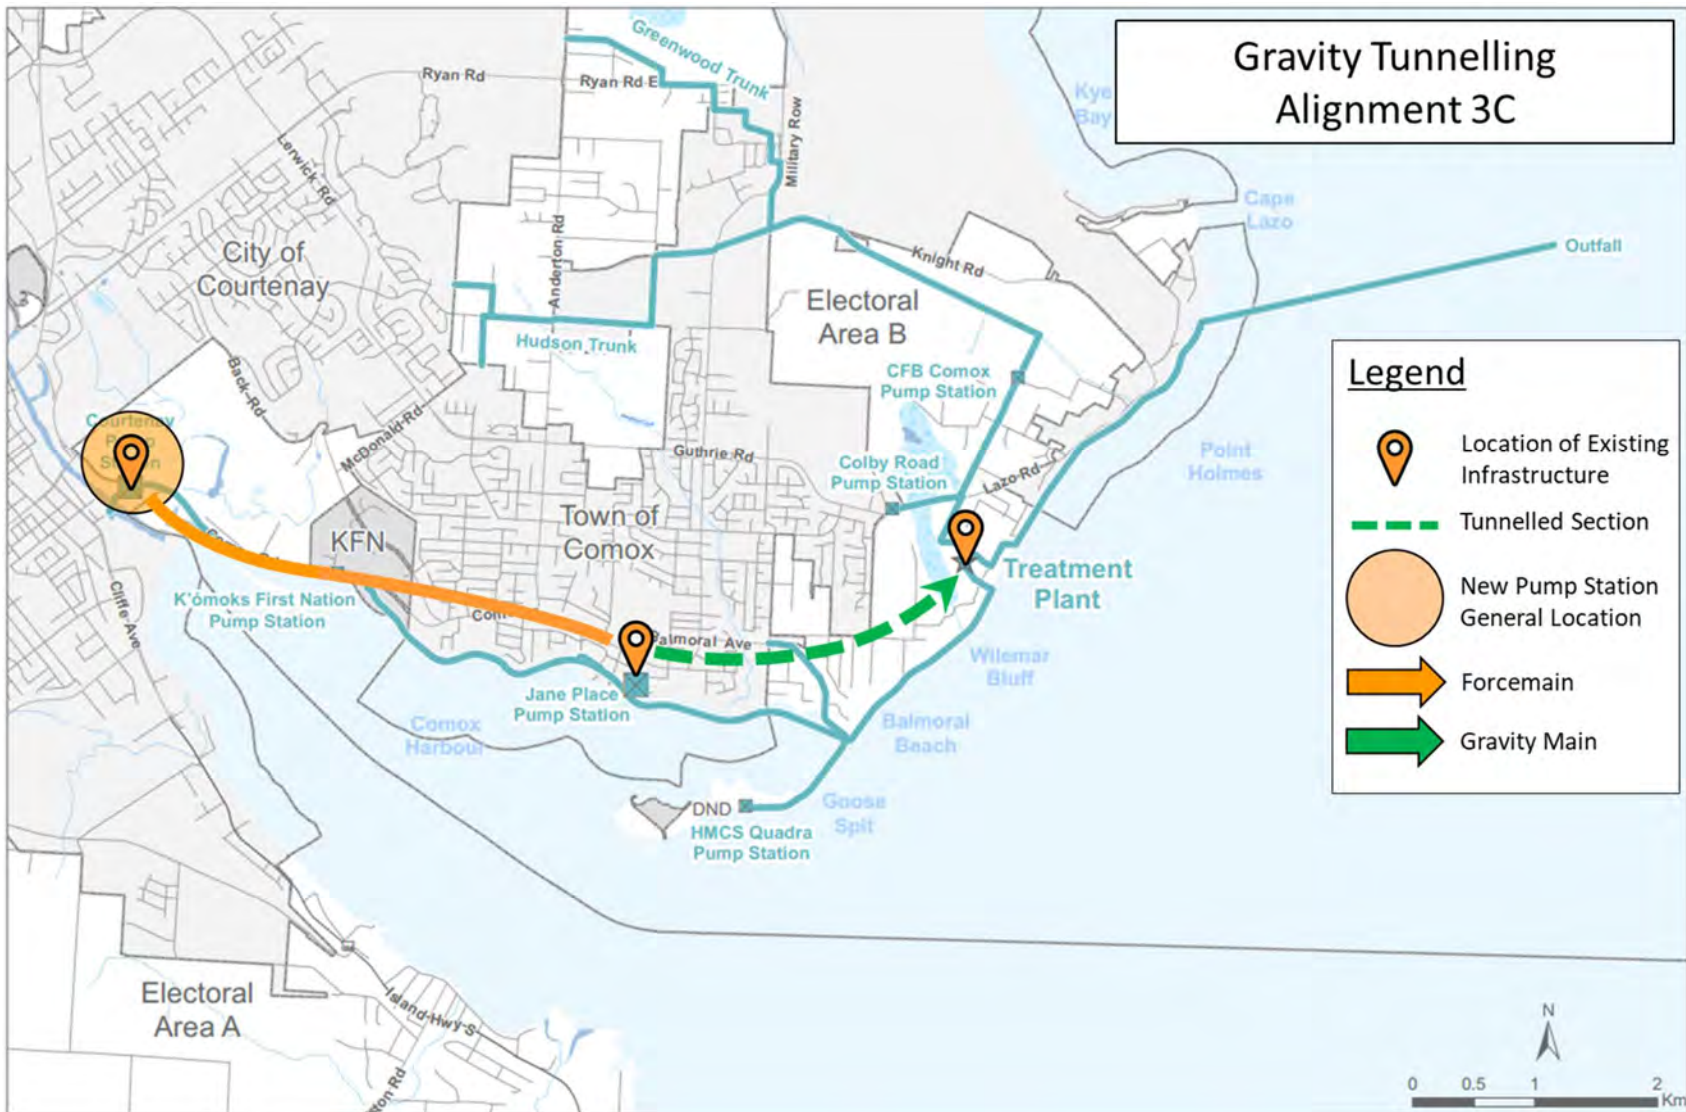 Gravity Tunnelling
Alignment 3C
Greenwood Trunk
Ryan Rd
Ryan Rd E
Military Row
Kye
Bay
Cape
Lazo
Outfall
Lerwick Rd
City of
Courtenay
Anderton Rd
Knight Rd
Electoral
Area B
Hudson Trunk
CFB Comox
Pump Station
Back Rd
McDonald Rd
Guthrie Rd
Colby Road
Pump Station
Lazo Rd
Point
Holmes
Courtenay
Station
Town of
Comox
KFN
Treatment
Plant
K'ómoks First Nation
Pump Station
Cliffe Ave
Balmoral Ave
Wilemar
Bluff
Jane Place
Pump Station
Comox
Harbour
Balmoral
Beach
Goose
Spit
DND
HMCS Quadra
Pump Station
Electoral
Area A
Island Hwy S
ton Rd
Legend
Location of Existing
Infrastructure
Tunnelled Section
New Pump Station
General Location
Forcemain
Gravity Main
N
0 0.5 1 2
Km